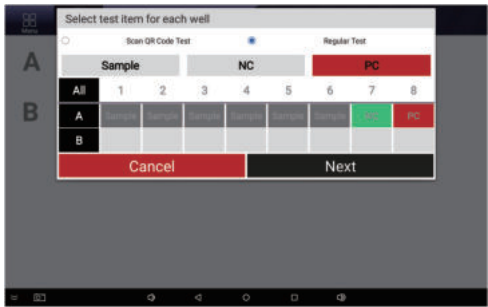 Menu
Select test item for each well
Scan QR Code Test Regular Test
A
Sample NC PC
All 1 2 3 4 5 6 7 8
B
A Sample Sample Sample Sample Sample Sample NC PC
B
Cancel Next